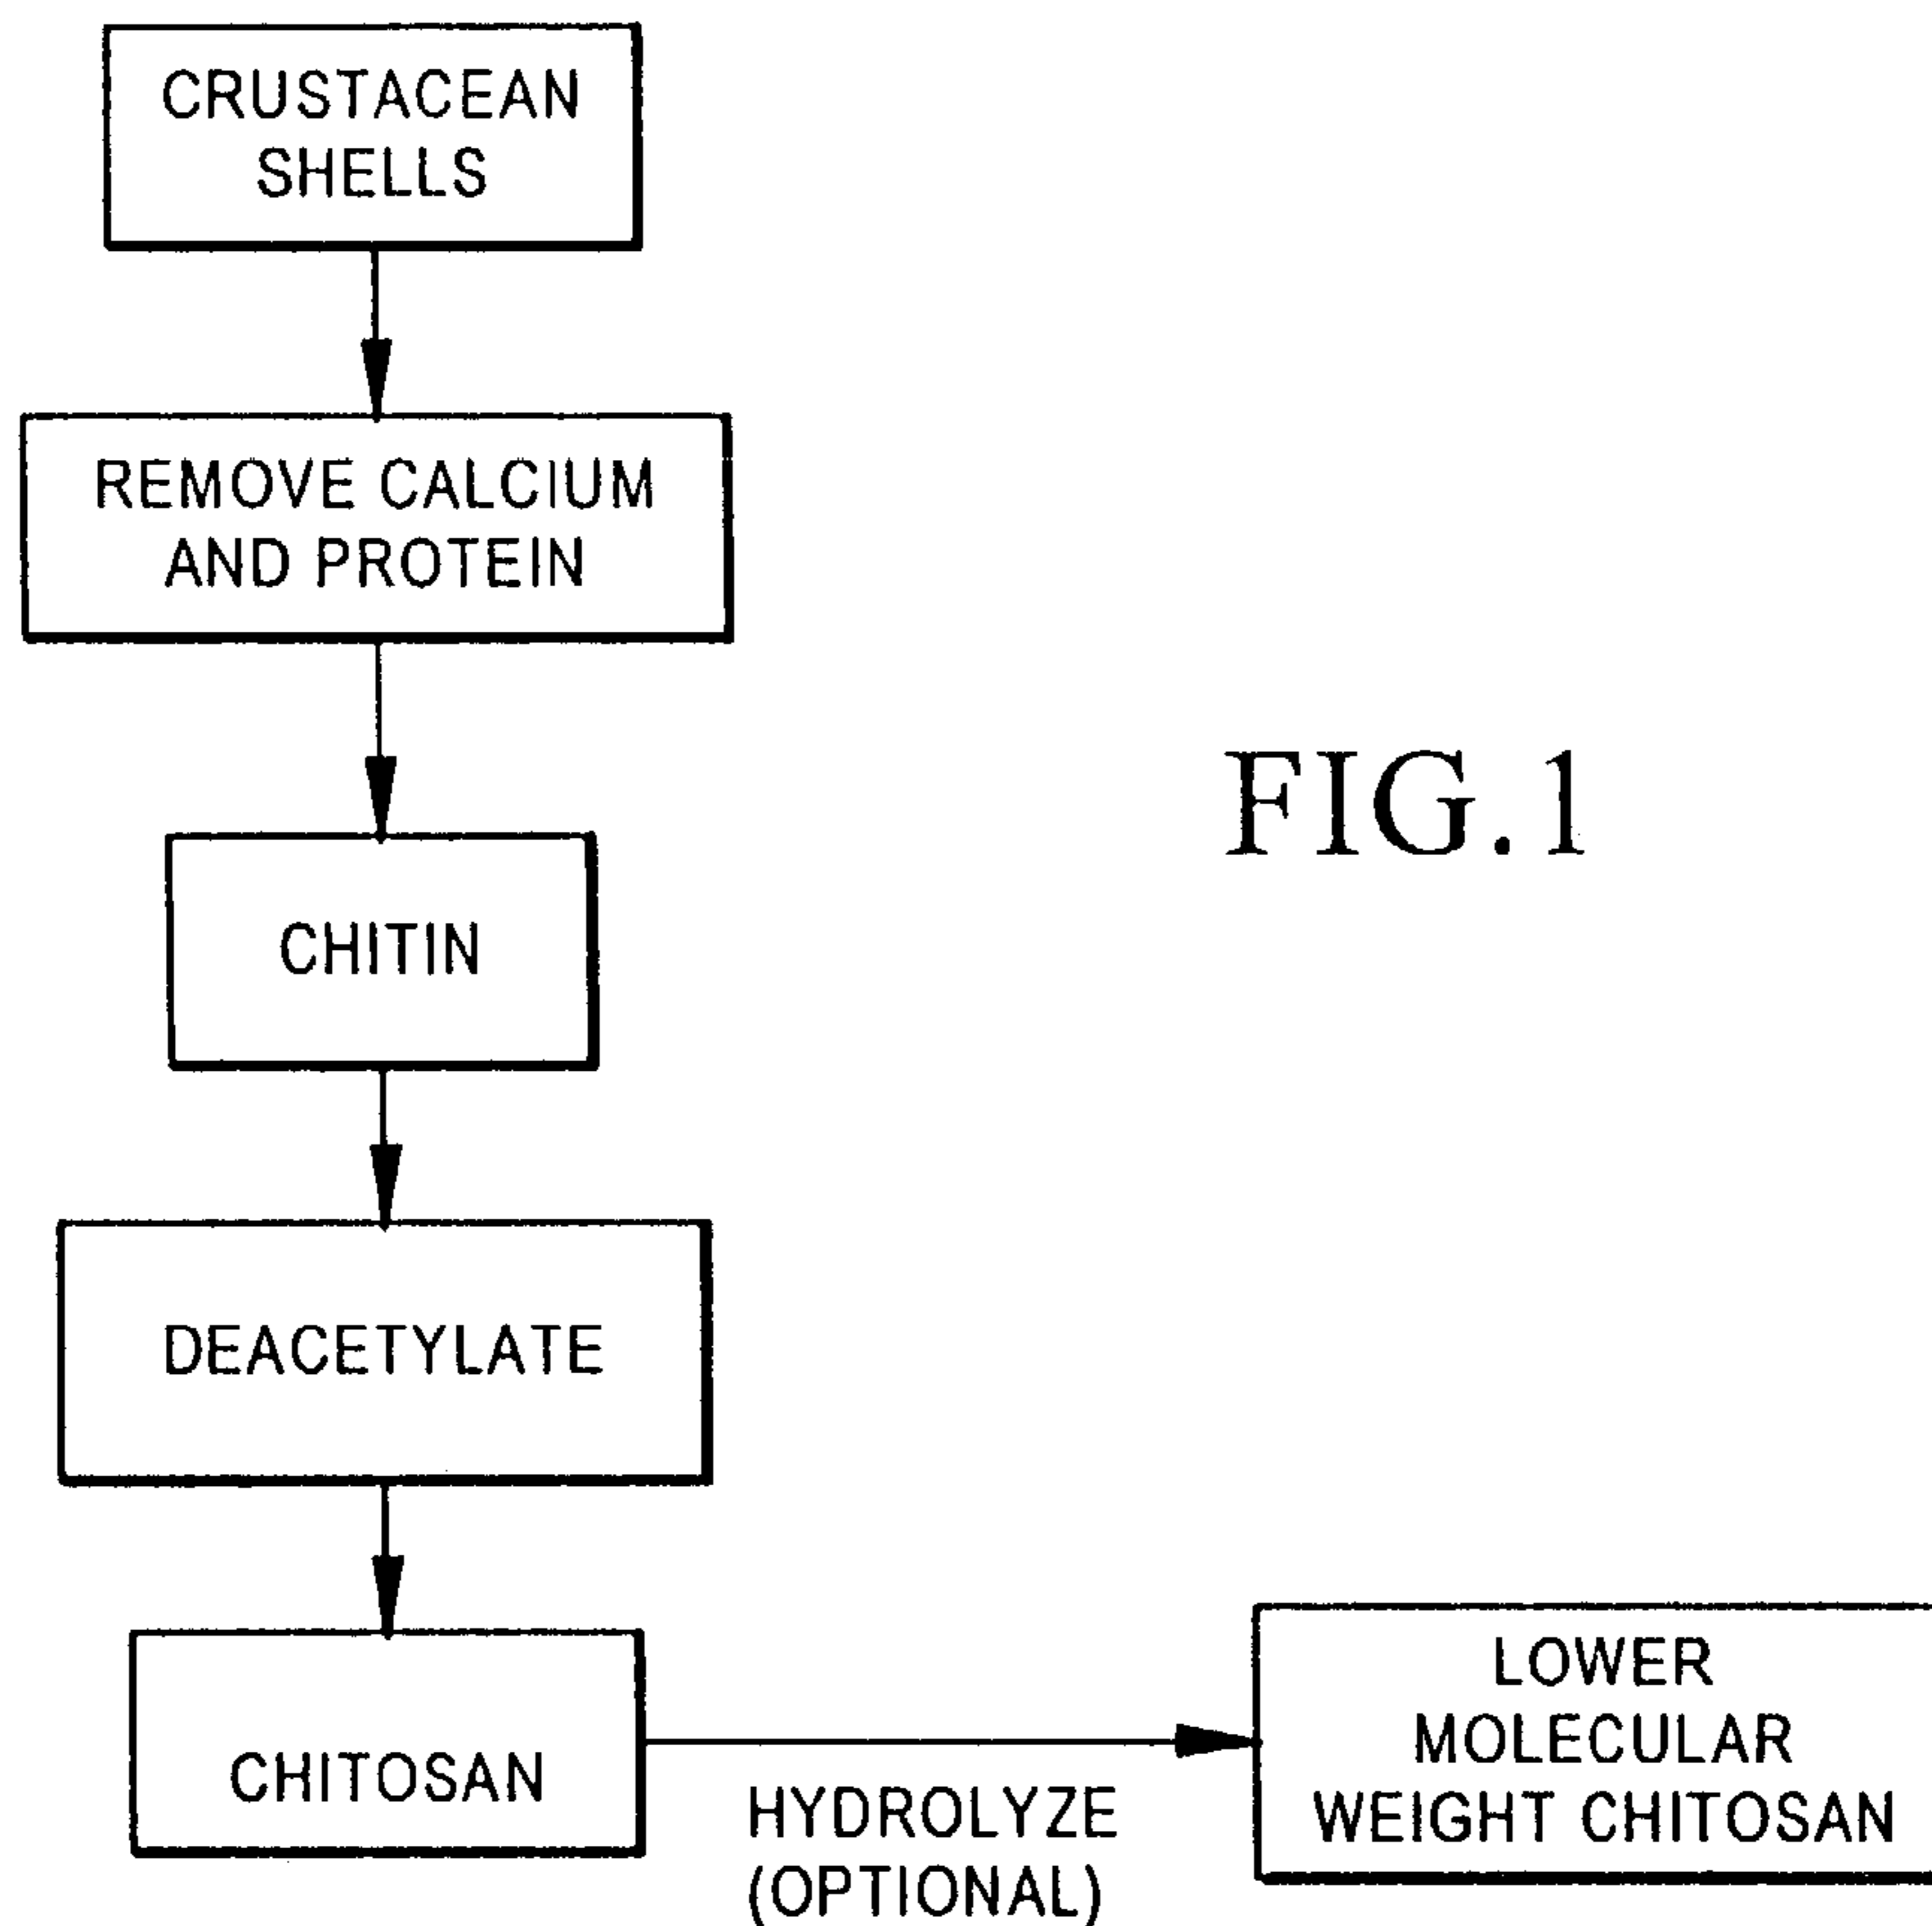 CRUSTACEAN
SHELLS
REMOVE CALCIUM
AND PROTEIN
FIG.1
CHITIN
DEACETYLATE
CHITOSAN
HYDROLYZE
(OPTIONAL)
LOWER
MOLECULAR
WEIGHT CHITOSAN